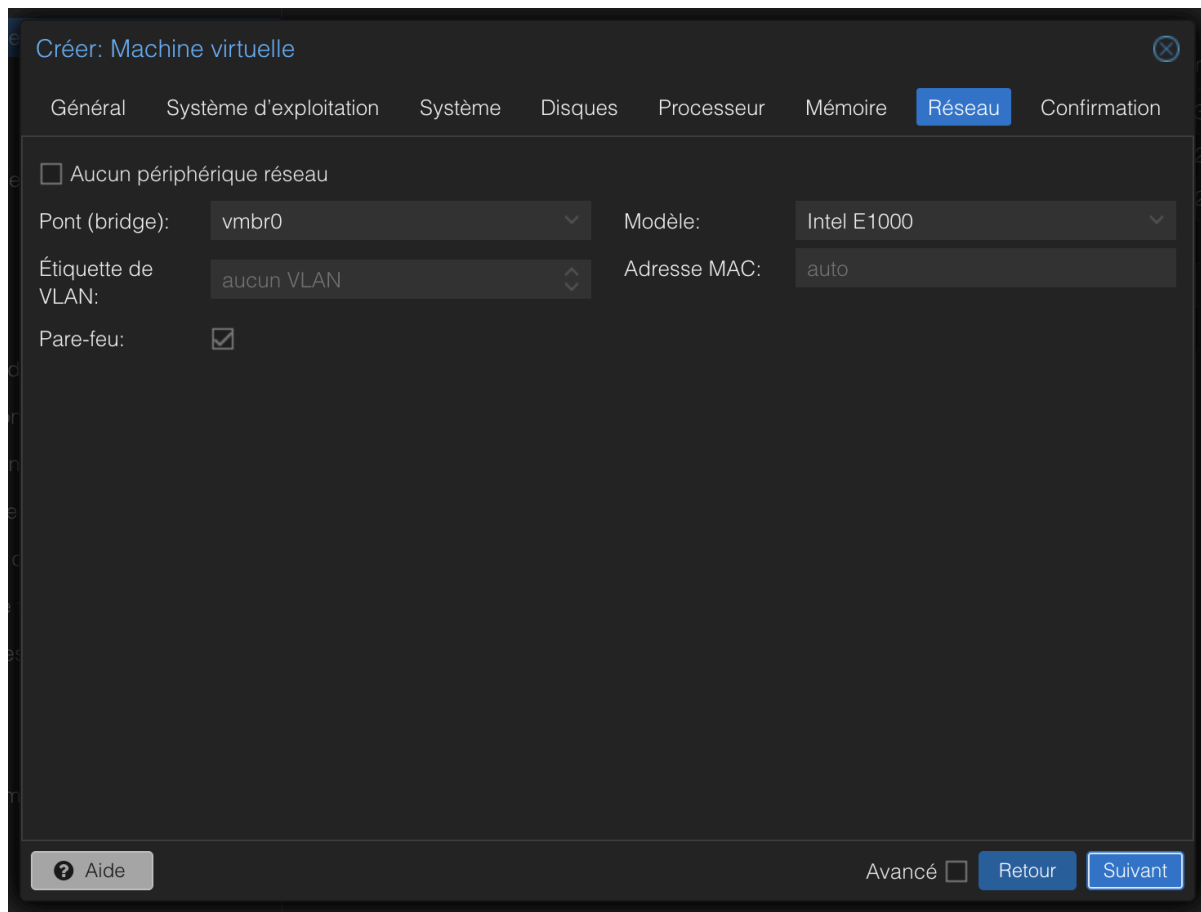 Créer: Machine virtuelle
Général Système d'exploitation Système Disques Processeur Mémoire Réseau Confirmation
Aucun périphérique réseau
Pont (bridge): vmbr0 Modèle: Intel E1000
Étiquette de VLAN: aucun VLAN Adresse MAC: auto
Pare-feu:
Aide Avancé Retour Suivant